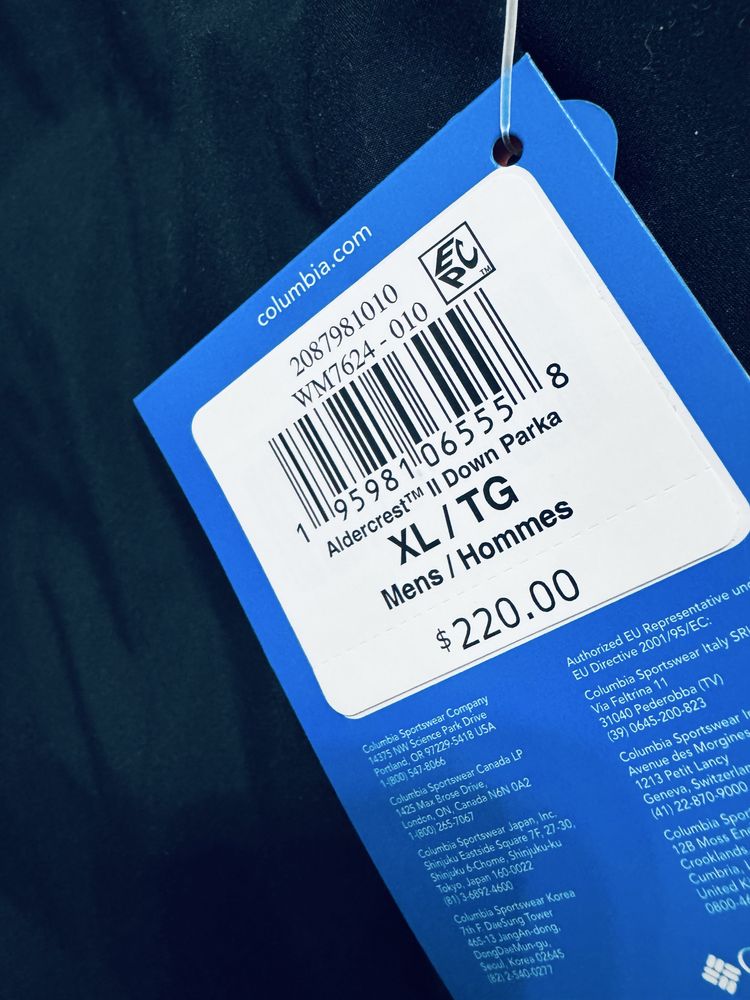 columbia.com
EPC™
2087981010
WM7624 - 010
1 95981 06555 8
Aldercrest™ II Down Parka
XL / TG
Mens / Hommes
$220.00
Columbia Sportswear Company
14375 NW Science Park Drive
Portland, OR 97229-5418 USA
1-(800) 547-8066
Columbia Sportswear Canada LP
1425 Max Brose Drive,
London, ON, Canada N6N 0A2
1-(800) 265-7067
Columbia Sportswear Japan, Inc.
Shinjuku Eastside Square 7F, 27-30,
Shinjuku 6-Chome, Shinjuku-ku
Tokyo, Japan 160-0022
(81) 3-6892-4600
Columbia Sportswear Korea
7th F. DaeSung Tower
465-13 JangAn-dong,
DongDaeMun-gu,
Seoul, Korea 02645
(82) 2-540-0277
Authorized EU Representative
EU Directive 2001/95/EC:
Columbia Sportswear Italy
Via Feltrina 11
31040 Pederobba (TV)
(39) 0645-200-823
Columbia Sportswear
Avenue des Morgines
1213 Petit Lancy
Geneva,
(41) 22-870-9000
Columbia
12B Moss
Crooklands
Cumbria,
United